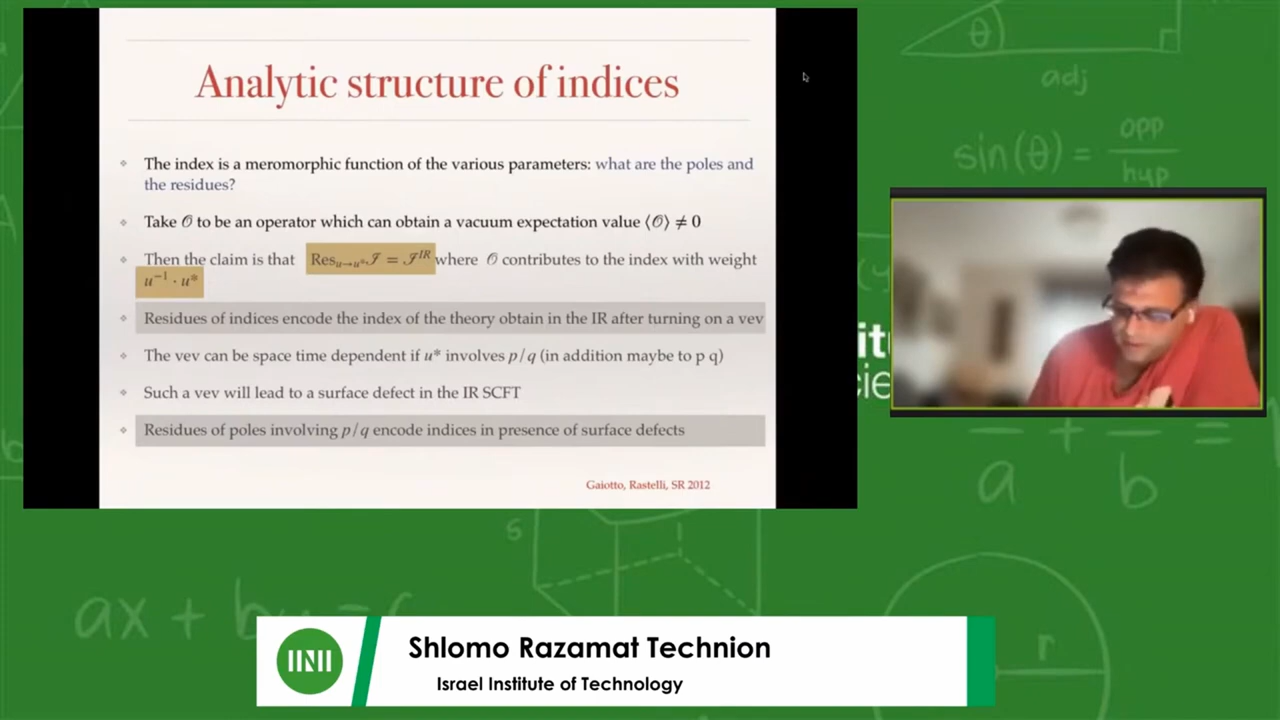 Analytic structure of indices
The index is a meromorphic function of the various parameters: what are the poles and
the residues?
Take 𝒪 to be an operator which can obtain a vacuum expectation value ⟨𝒪⟩ ≠ 0
Then the claim is that Res_{u→u*} ℐ = ℐ^{IR} where 𝒪 contributes to the index with weight
u⁻¹ · u*
Residues of indices encode the index of the theory obtain in the IR after turning on a vev
The vev can be space time dependent if u* involves p/q (in addition maybe to p q)
Such a vev will lead to a surface defect in the IR SCFT
Residues of poles involving p/q encode indices in presence of surface defects
Gaiotto, Rastelli, SR 2012
θ
adj
sin(θ) = opp
hyp
a + b =
s
r
Shlomo Razamat Technion
Israel Institute of Technology